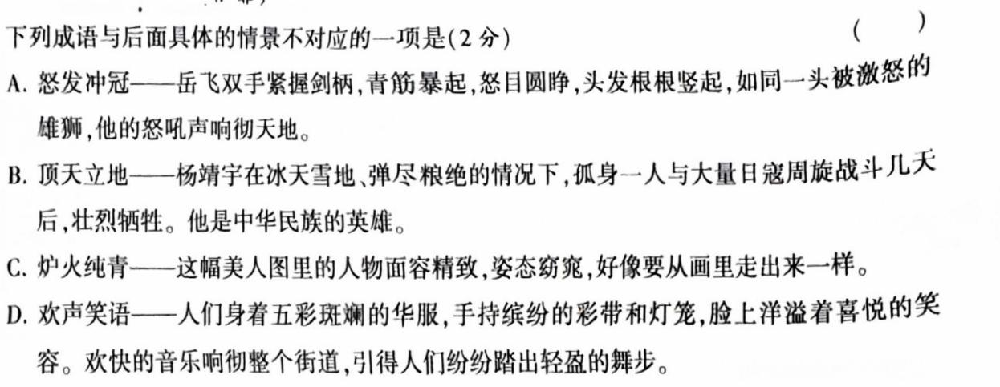 下列成语与后面具体的情景不对应的一项是(2分) ( )
A. 怒发冲冠——岳飞双手紧握剑柄,青筋暴起,怒目圆睁,头发根根竖起,如同一头被激怒的
雄狮,他的怒吼声响彻天地。
B. 顶天立地——杨靖宇在冰天雪地、弹尽粮绝的情况下,孤身一人与大量日寇周旋战斗几天
后,壮烈牺牲。他是中华民族的英雄。
C. 炉火纯青——这幅美人图里的人物面容精致,姿态窈窕,好像要从画里走出来一样。
D. 欢声笑语——人们身着五彩斑斓的华服,手持缤纷的彩带和灯笼,脸上洋溢着喜悦的笑
容。欢快的音乐响彻整个街道,引得人们纷纷踏出轻盈的舞步。